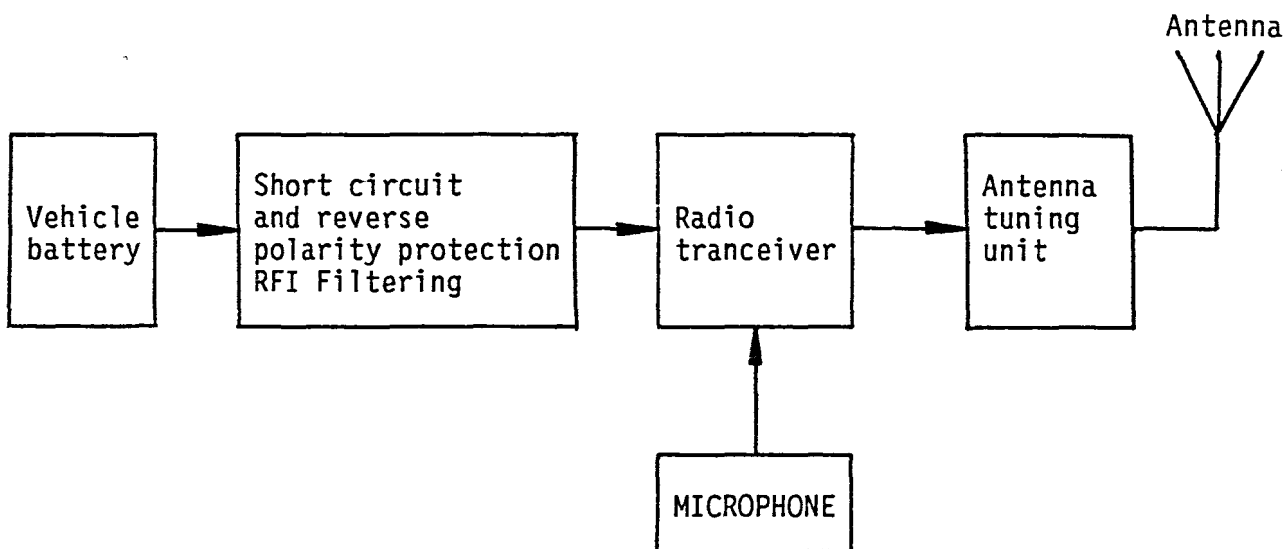 Antenna
Vehicle
battery
Short circuit
and reverse
polarity protection
RFI Filtering
Radio
tranceiver
Antenna
tuning
unit
MICROPHONE